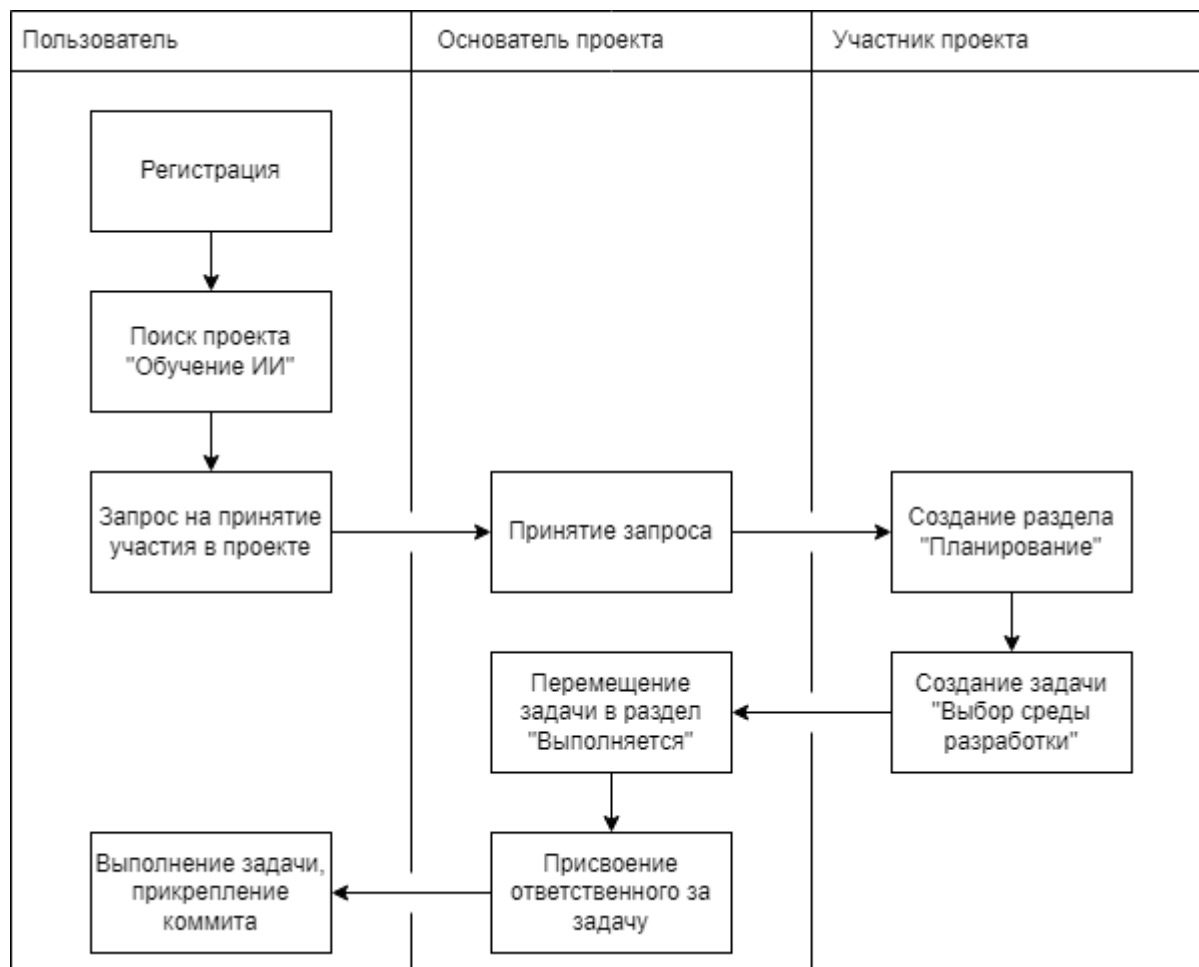 Пользователь
Основатель проекта
Участник проекта
Регистрация
Поиск проекта
"Обучение ИИ"
Запрос на принятие
участия в проекте
Принятие запроса
Создание раздела
"Планирование"
Перемещение
задачи в раздел
"Выполняется"
Создание задачи
"Выбор среды
разработки"
Выполнение задачи,
прикрепление
коммита
Присвоение
ответственного за
задачу